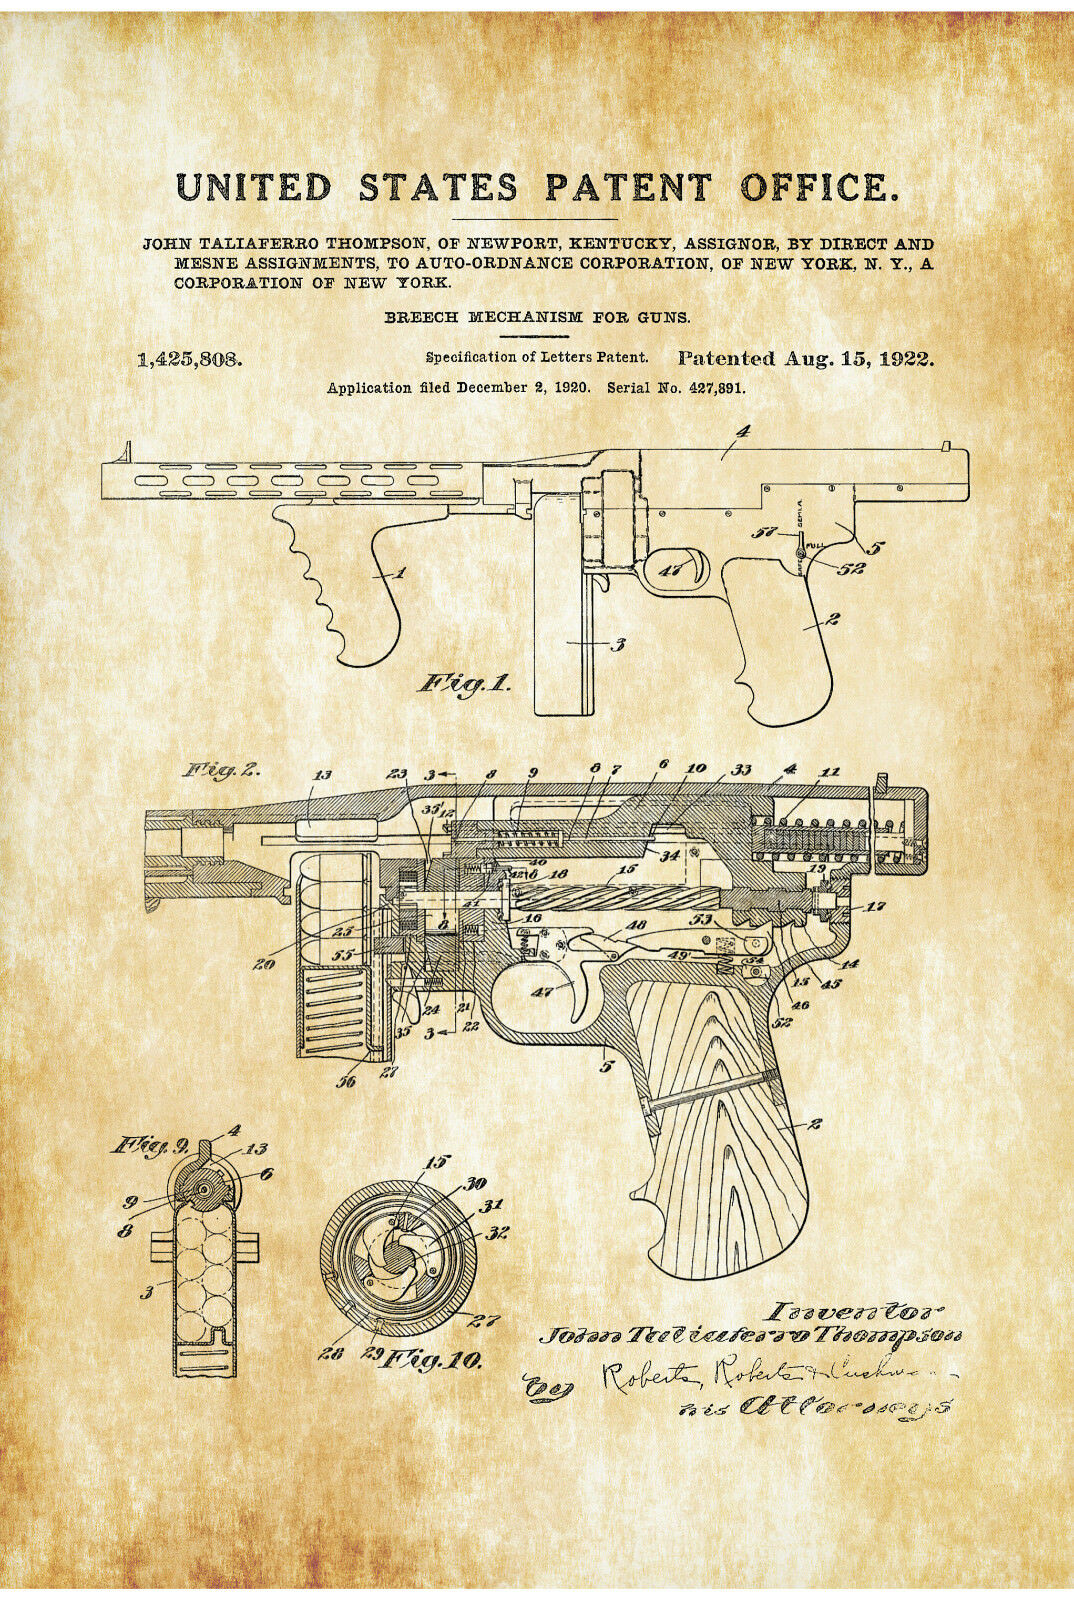 UNITED STATES PATENT OFFICE.
JOHN TALIAFERRO THOMPSON, OF NEWPORT, KENTUCKY, ASSIGNOR, BY DIRECT AND
MESNE ASSIGNMENTS, TO AUTO-ORDNANCE CORPORATION, OF NEW YORK, N. Y., A
CORPORATION OF NEW YORK.
BREECH MECHANISM FOR GUNS.
1,425,808. Specification of Letters Patent. Patented Aug. 15, 1922.
Application filed December 2, 1920. Serial No. 427,891.
4
57 FULL 5
47 52
1 2
3
Fig. 1.
Fig. 2. 13 23 3 8 9 8 7 6 10 33 4 11
35' 12
34
40 19
42 6 18 15
41 16 17
25 8 48 53
20 55 49 54 14
47 13 45
35 24 21 46
3 22 52
56 27 5
2
Fig. 9. 4
13
6
9
8
3
15
30
31
32
27
28 29 Fig. 10.
Inventor
John Taliaferro Thompson
by Roberts, Roberts &
his Attorneys